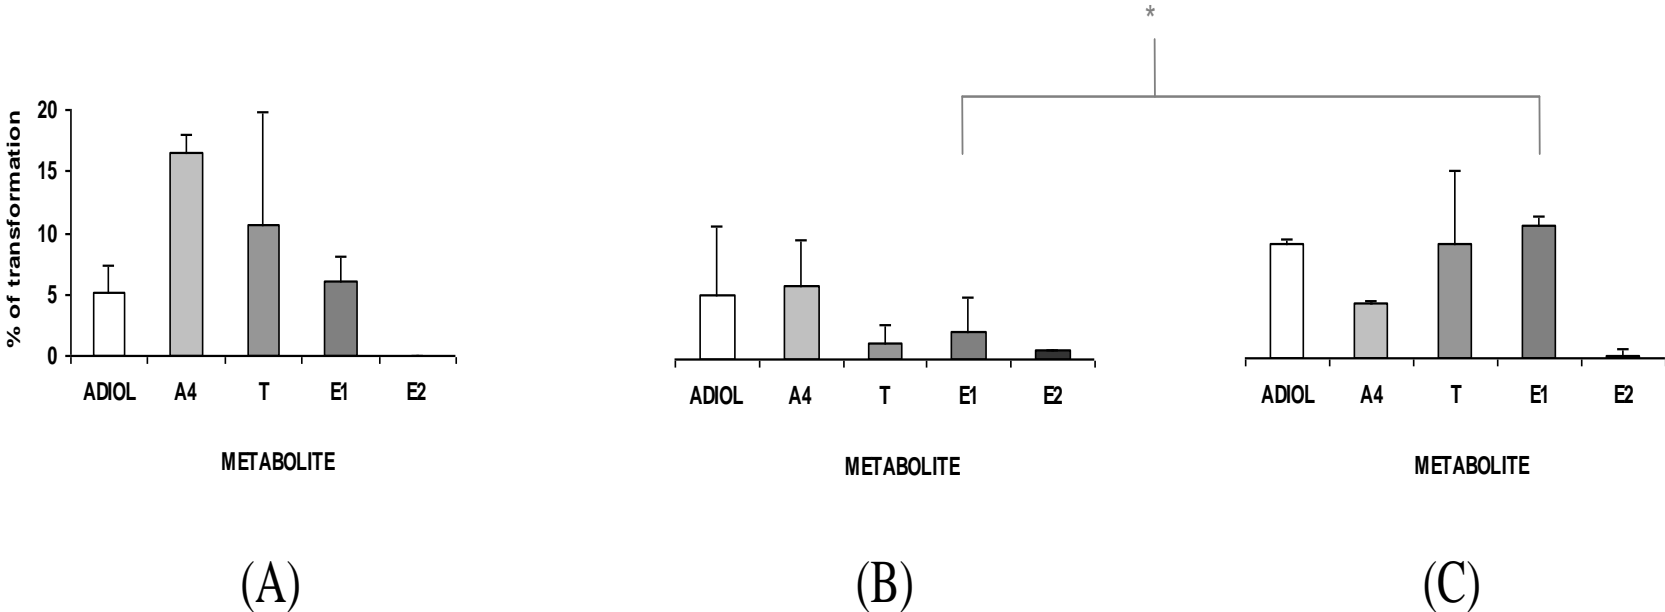 *
% of transformation
20
15
10
5
0
ADIOL A4 T E1 E2
METABOLITE
(A)
ADIOL A4 T E1 E2
METABOLITE
(B)
ADIOL A4 T E1 E2
METABOLITE
(C)